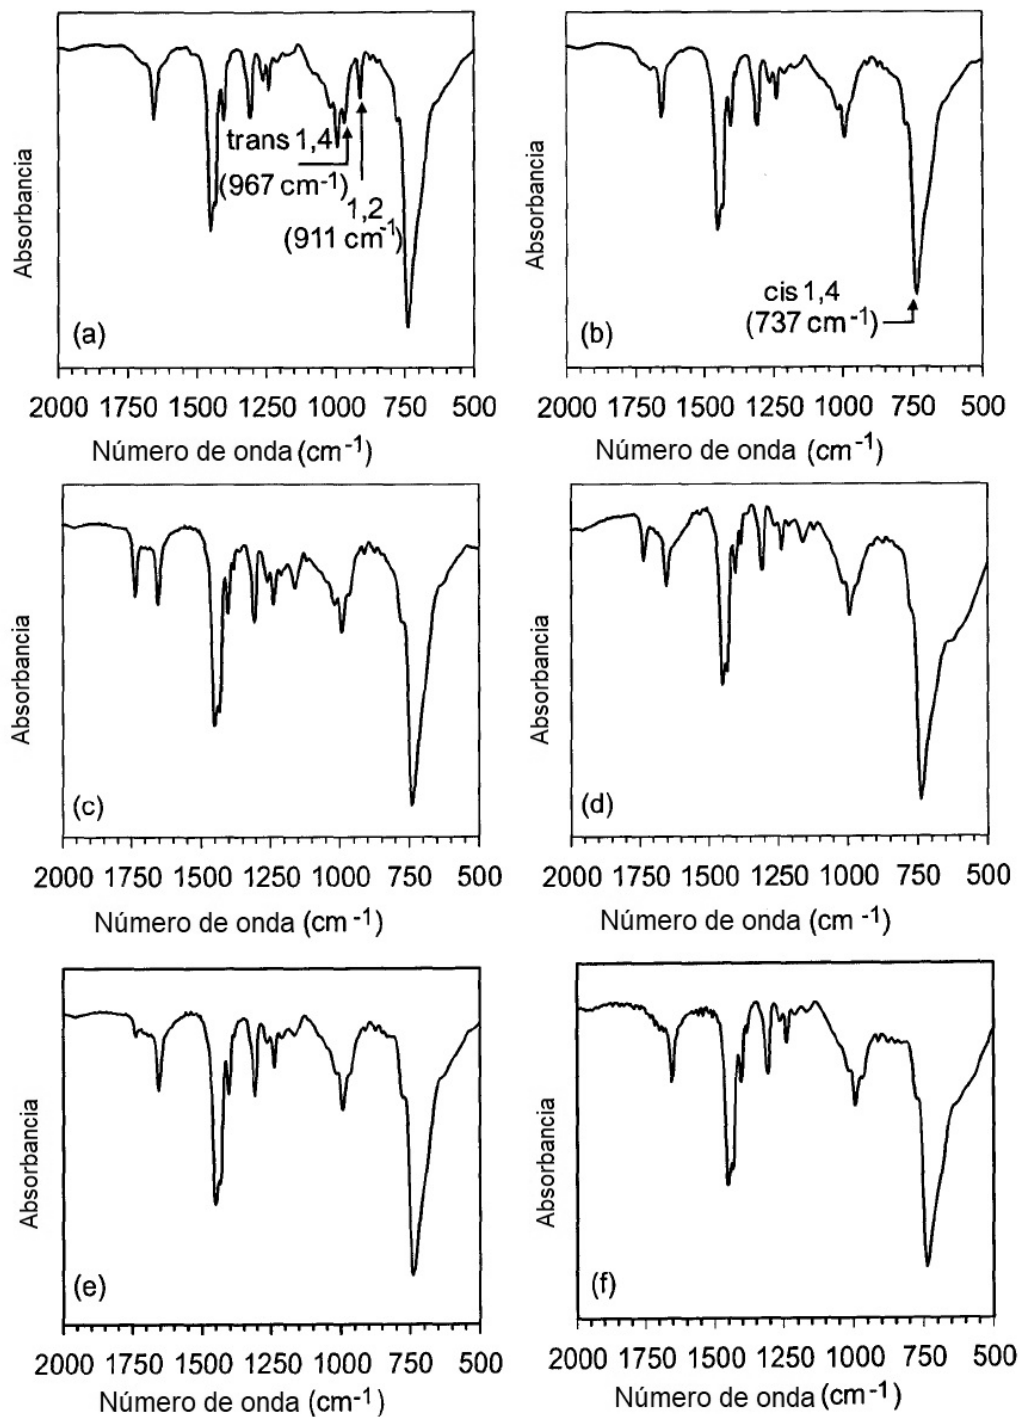 Absorbancia
trans 1,4
(967 cm-1)
1,2
(911 cm-1)
(a)
2000 1750 1500 1250 1000 750 500
Número de onda (cm-1)
Absorbancia
cis 1,4
(737 cm-1)
(b)
2000 1750 1500 1250 1000 750 500
Número de onda (cm-1)
Absorbancia
(c)
2000 1750 1500 1250 1000 750 500
Número de onda (cm-1)
Absorbancia
(d)
2000 1750 1500 1250 1000 750 500
Número de onda (cm -1)
Absorbancia
(e)
2000 1750 1500 1250 1000 750 500
Número de onda (cm-1)
Absorbancia
(f)
2000 1750 1500 1250 1000 750 500
Número de onda (cm-1)